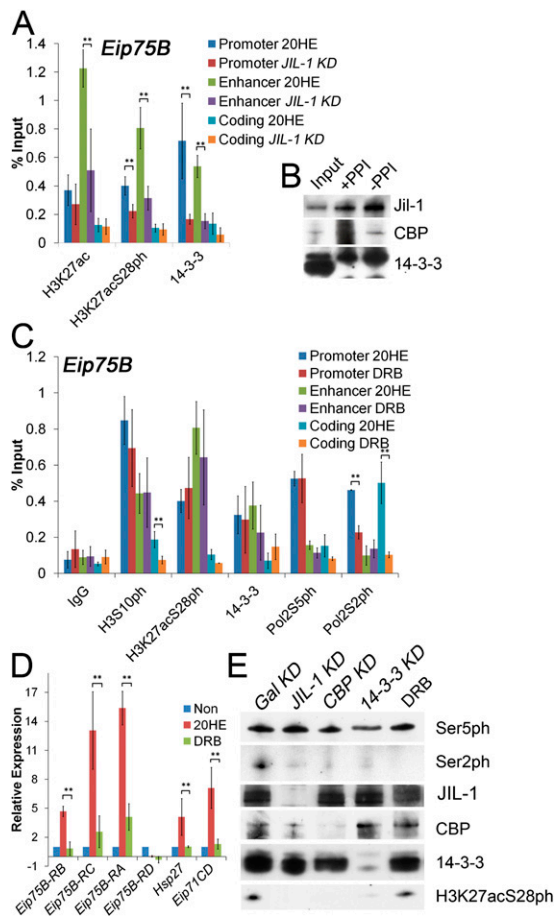 A
Eip75B
% Input
1.4
1.2
1
0.8
0.6
0.4
0.2
0
**
**
**
**
**
H3K27ac
H3K27acS28ph
14-3-3
Promoter 20HE
Promoter JIL-1 KD
Enhancer 20HE
Enhancer JIL-1 KD
Coding 20HE
Coding JIL-1 KD
B
Input
+PPI
-PPI
Jil-1
CBP
14-3-3
C
Eip75B
% Input
1.2
1
0.8
0.6
0.4
0.2
0
**
**
**
IgG
H3S10ph
H3K27acS28ph
14-3-3
Pol2S5ph
Pol2S2ph
Promoter 20HE
Promoter DRB
Enhancer 20HE
Enhancer DRB
Coding 20HE
Coding DRB
D
Relative Expression
19
17
14
11
8
5
2
-1
**
**
**
**
**
Eip75B-RB
Eip75B-RC
Eip75B-RA
Eip75B-RD
Hsp27
Eip71CD
Non
20HE
DRB
E
Gal KD
JIL-1 KD
CBP KD
14-3-3 KD
DRB
Ser5ph
Ser2ph
JIL-1
CBP
14-3-3
H3K27acS28ph